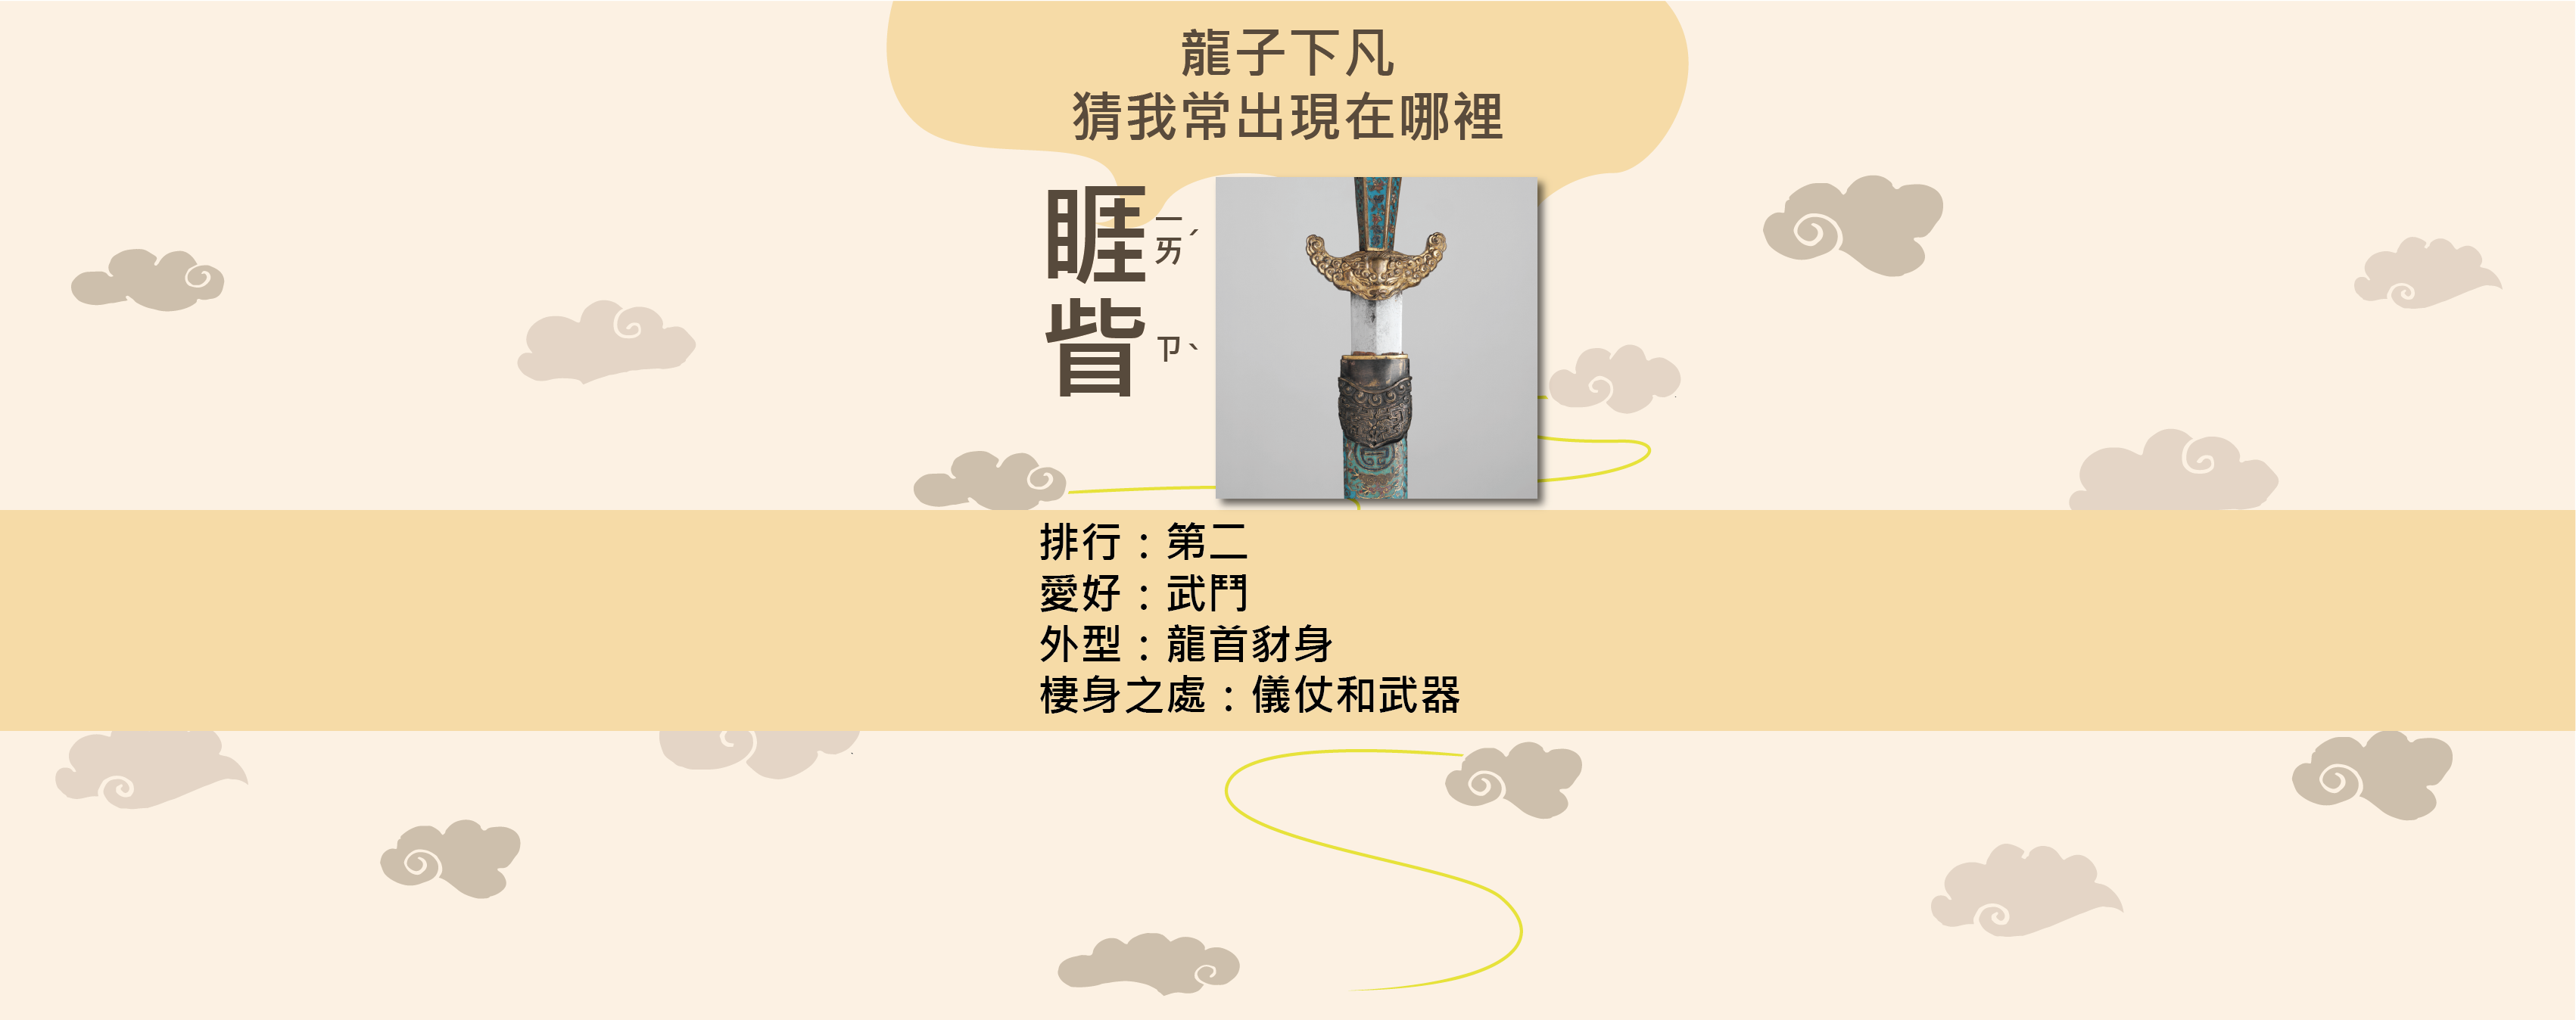 龍子下凡
猜我常出現在哪裡
睚眥
ㄧㄞˊ
ㄗˋ
排行：第二
愛好：武鬥
外型：龍首豺身
棲身之處：儀仗和武器